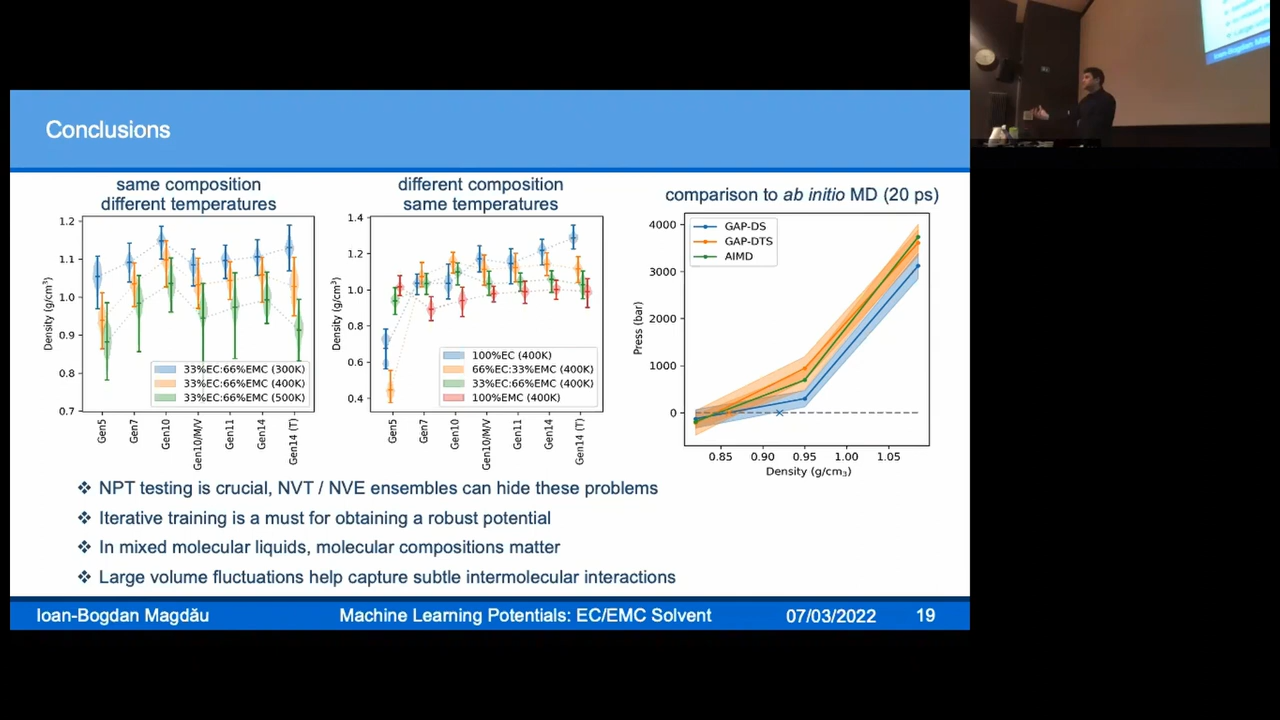 Conclusions
same composition
different temperatures
1.2
1.1
1.0
0.9
0.8
0.7
Density (g/cm³)
33%EC:66%EMC (300K)
33%EC:66%EMC (400K)
33%EC:66%EMC (500K)
Gen5
Gen7
Gen10
Gen10/M/V
Gen11
Gen14
Gen14 (T)
different composition
same temperatures
1.4
1.2
1.0
0.8
0.6
0.4
Density (g/cm³)
100%EC (400K)
66%EC:33%EMC (400K)
33%EC:66%EMC (400K)
100%EMC (400K)
Gen5
Gen7
Gen10
Gen10/M/V
Gen11
Gen14
Gen14 (T)
comparison to ab initio MD (20 ps)
GAP-DS
GAP-DTS
AIMD
4000
3000
2000
1000
0
Press (bar)
0.85 0.90 0.95 1.00 1.05
Density (g/cm₃)
❖ NPT testing is crucial, NVT / NVE ensembles can hide these problems
❖ Iterative training is a must for obtaining a robust potential
❖ In mixed molecular liquids, molecular compositions matter
❖ Large volume fluctuations help capture subtle intermolecular interactions
Ioan-Bogdan Magdău Machine Learning Potentials: EC/EMC Solvent 07/03/2022 19